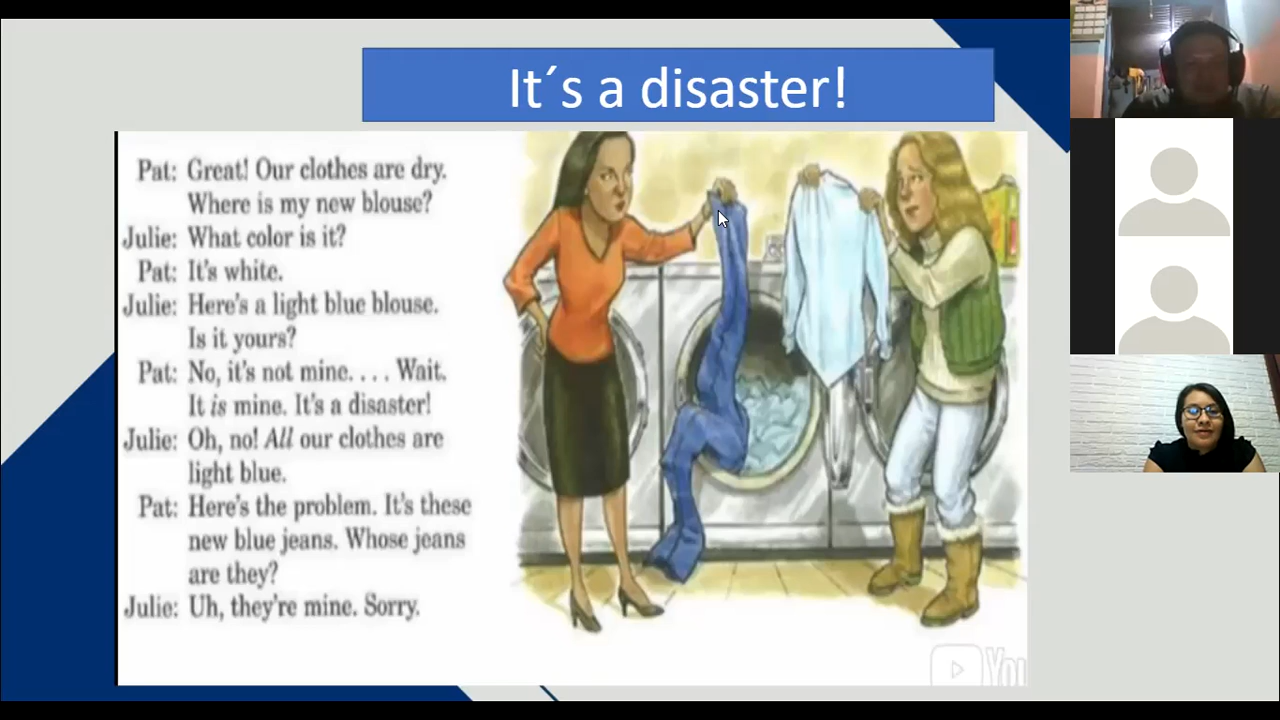 It´s a disaster!
Pat: Great! Our clothes are dry.
Where is my new blouse?
Julie: What color is it?
Pat: It's white.
Julie: Here's a light blue blouse.
Is it yours?
Pat: No, it's not mine. . . . Wait.
It is mine. It's a disaster!
Julie: Oh, no! All our clothes are
light blue.
Pat: Here's the problem. It's these
new blue jeans. Whose jeans
are they?
Julie: Uh, they're mine. Sorry.